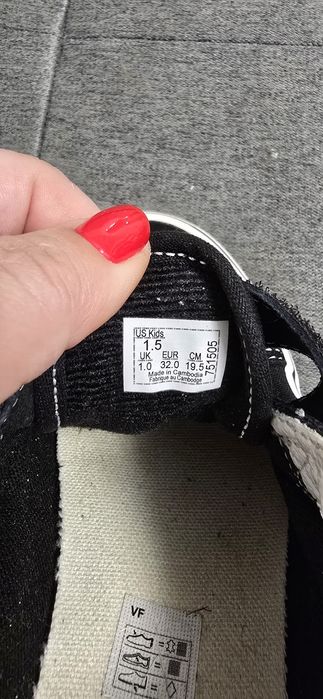 US Kids
1.5
UK EUR CM
1.0 32.0 19.5
Made in Cambodia
Fabriqué au Cambodge
751505
VF